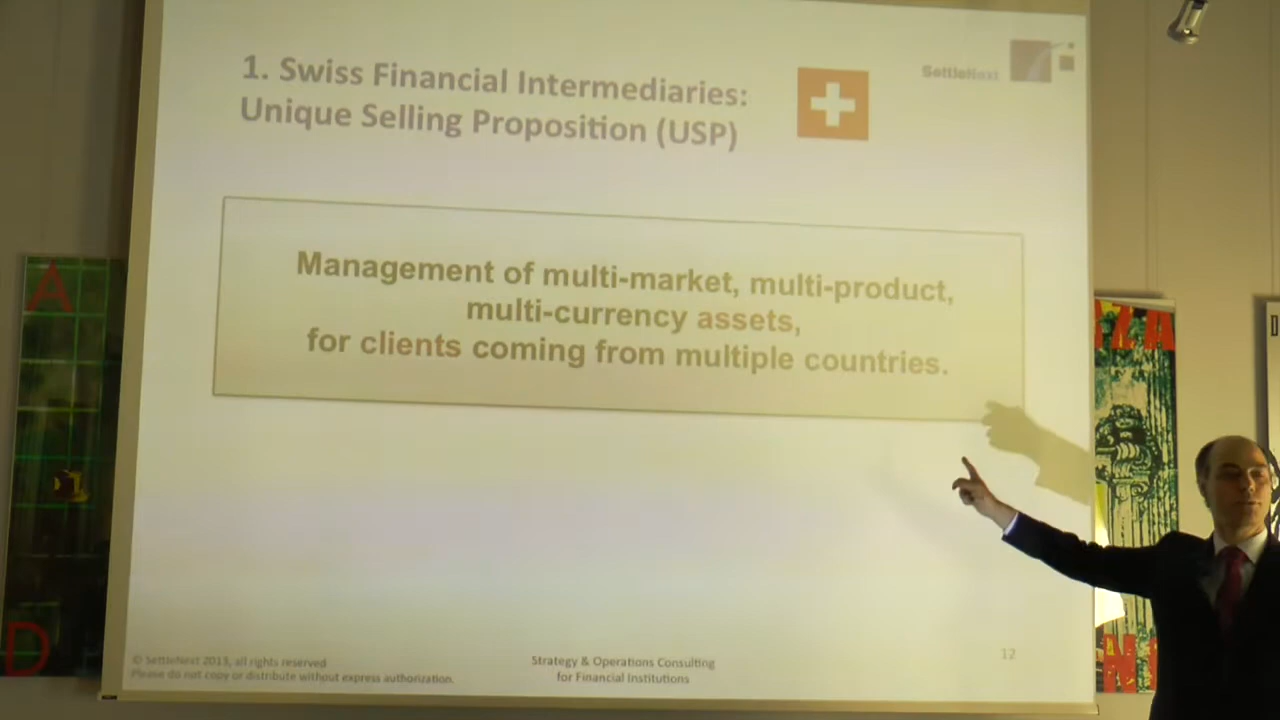 1. Swiss Financial Intermediaries:
Unique Selling Proposition (USP)
SettleNext
Management of multi-market, multi-product,
multi-currency assets,
for clients coming from multiple countries.
© SettleNext 2013, all rights reserved
Please do not copy or distribute without express authorization.
Strategy & Operations Consulting
for Financial Institutions
12
A
D